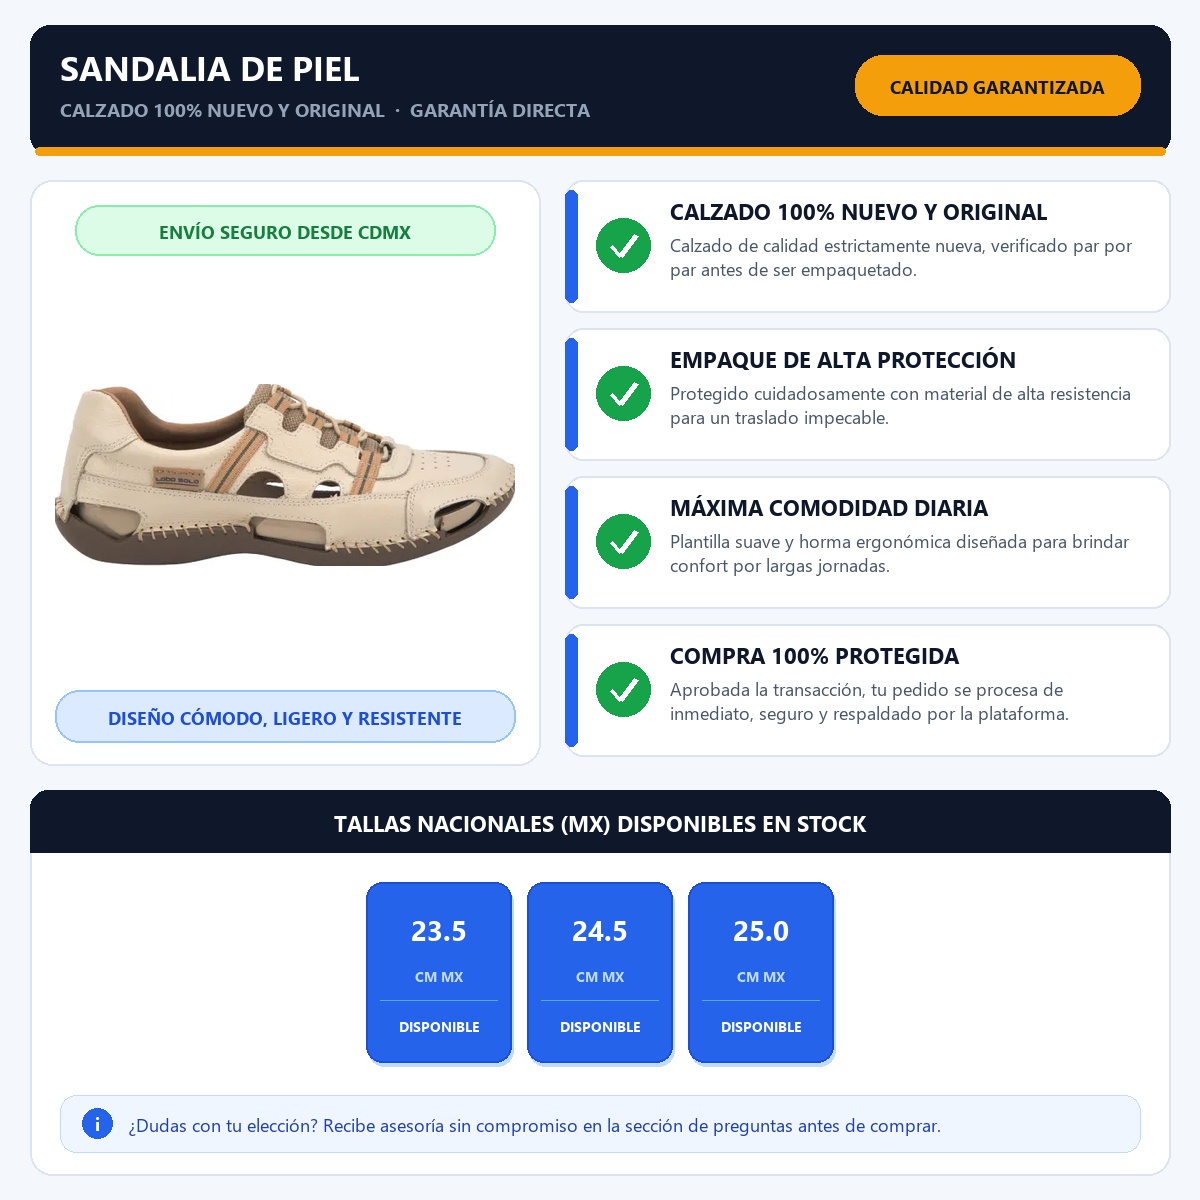 SANDALIA DE PIEL
CALZADO 100% NUEVO Y ORIGINAL · GARANTÍA DIRECTA
CALIDAD GARANTIZADA
ENVÍO SEGURO DESDE CDMX
LOBO SOLO
DISEÑO CÓMODO, LIGERO Y RESISTENTE
CALZADO 100% NUEVO Y ORIGINAL
Calzado de calidad estrictamente nueva, verificado par por
par antes de ser empaquetado.
EMPAQUE DE ALTA PROTECCIÓN
Protegido cuidadosamente con material de alta resistencia
para un traslado impecable.
MÁXIMA COMODIDAD DIARIA
Plantilla suave y horma ergonómica diseñada para brindar
confort por largas jornadas.
COMPRA 100% PROTEGIDA
Aprobada la transacción, tu pedido se procesa de
inmediato, seguro y respaldado por la plataforma.
TALLAS NACIONALES (MX) DISPONIBLES EN STOCK
23.5
CM MX
DISPONIBLE
24.5
CM MX
DISPONIBLE
25.0
CM MX
DISPONIBLE
¿Dudas con tu elección? Recibe asesoría sin compromiso en la sección de preguntas antes de comprar.